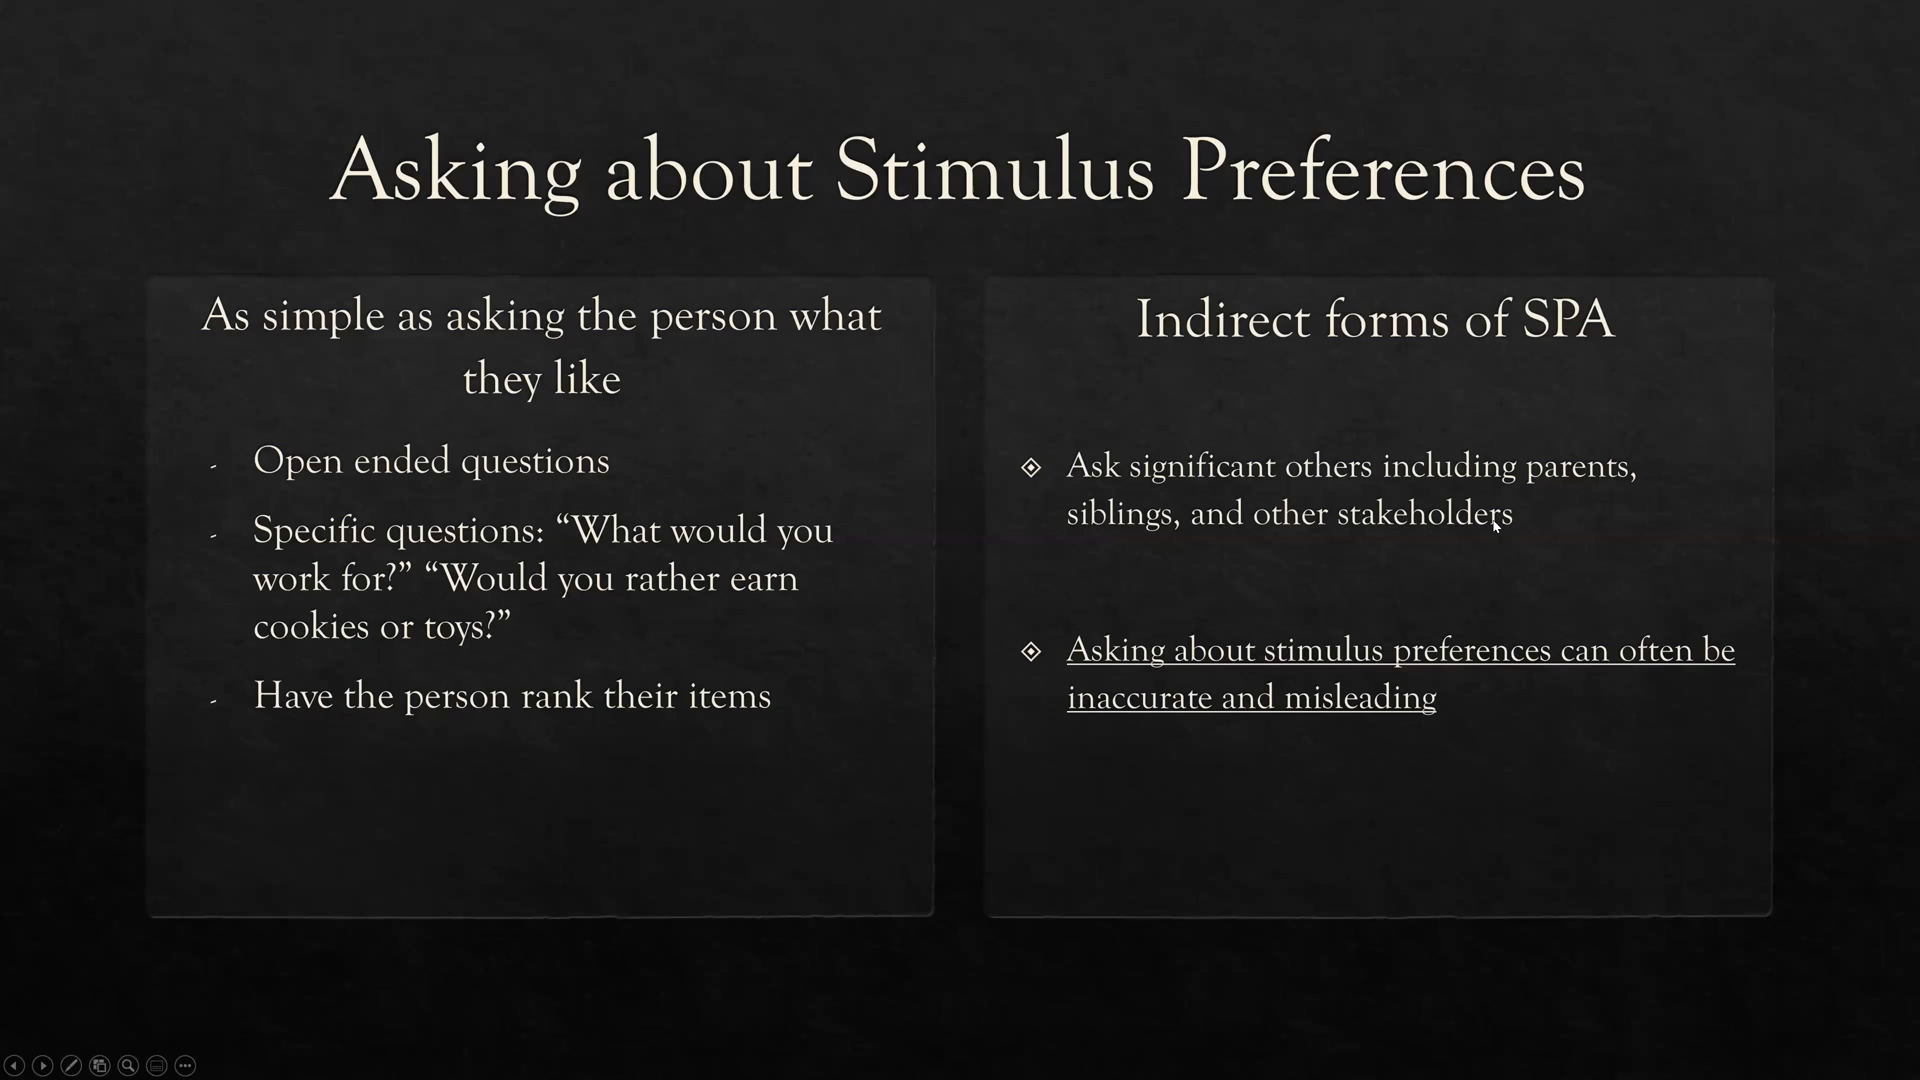 Asking about Stimulus Preferences
As simple as asking the person what
they like
- Open ended questions
- Specific questions: “What would you
work for?” “Would you rather earn
cookies or toys?”
- Have the person rank their items
Indirect forms of SPA
Ask significant others including parents,
siblings, and other stakeholders
Asking about stimulus preferences can often be
inaccurate and misleading